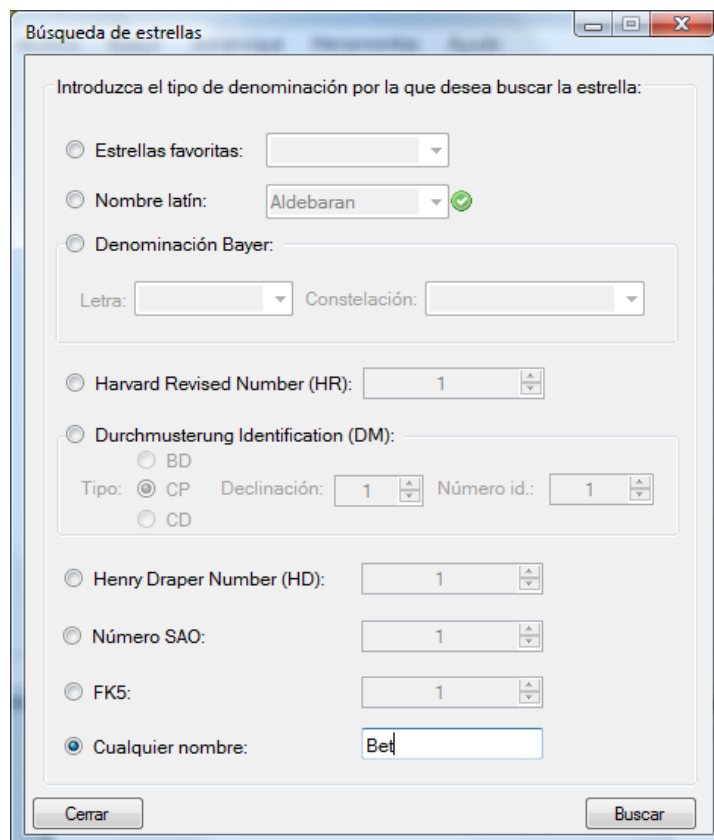 Búsqueda de estrellas
Introduzca el tipo de denominación por la que desea buscar la estrella:
Estrellas favoritas:
Nombre latín: Aldebaran
Denominación Bayer:
Letra: Constelación:
Harvard Revised Number (HR): 1
Durchmusterung Identification (DM):
BD
Tipo: CP Declinación: 1 Número id.: 1
CD
Henry Draper Number (HD): 1
Número SAO: 1
FK5: 1
Cualquier nombre: Bet
Cerrar Buscar